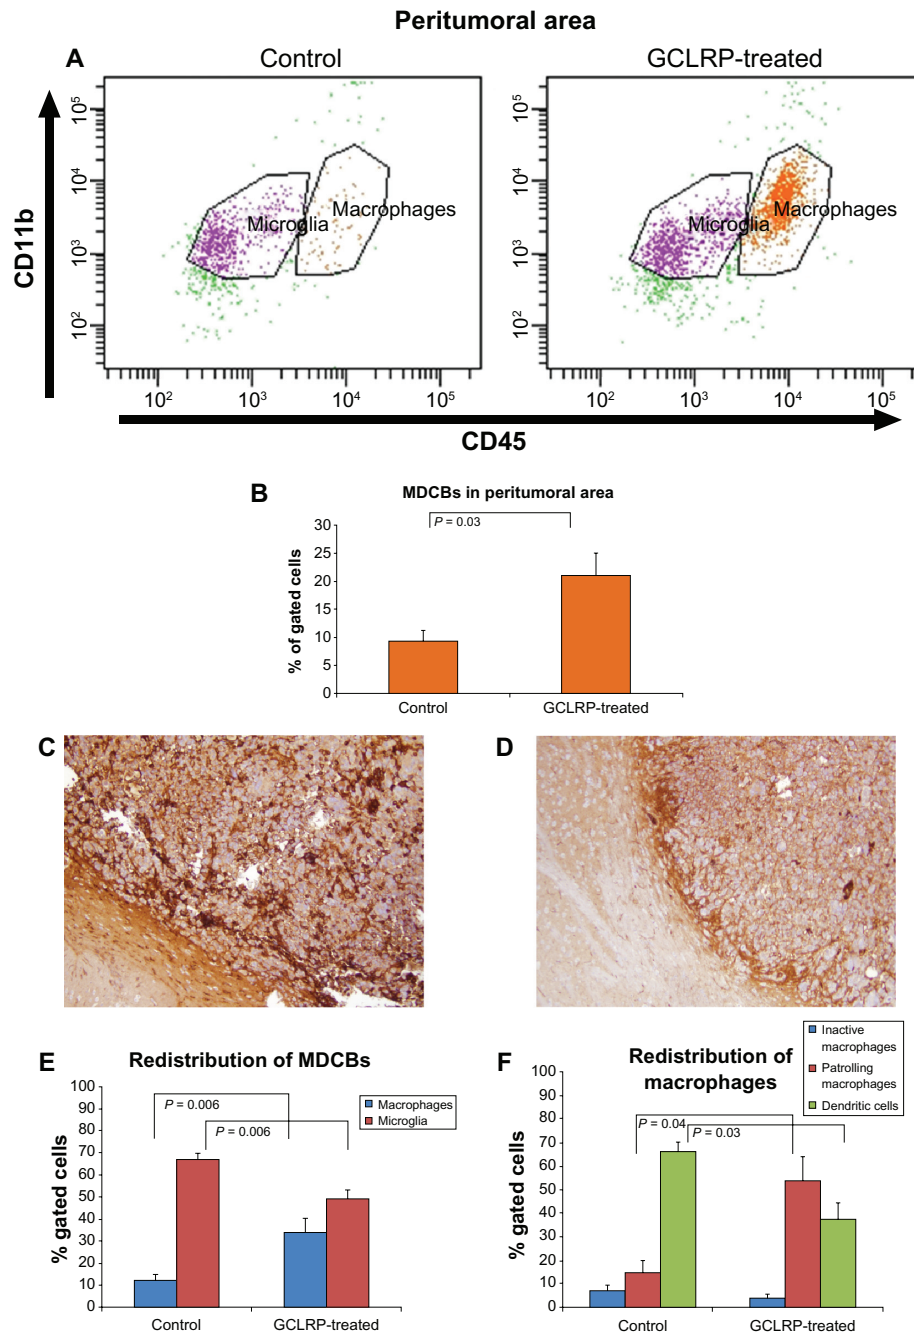 Peritumoral area
A
Control
GCLRP-treated
CD11b
10⁵
10⁴
10³
10²
Microglia
Macrophages
10² 10³ 10⁴ 10⁵
10⁵
10⁴
10³
10²
Microglia
Macrophages
10² 10³ 10⁴ 10⁵
CD45
B
MDCBs in peritumoral area
P = 0.03
% of gated cells
30
25
20
15
10
5
0
Control
GCLRP-treated
C
D
E
Redistribution of MDCBs
Macrophages
Microglia
P = 0.006
P = 0.006
% gated cells
100
90
80
70
60
50
40
30
20
10
0
Control
GCLRP-treated
F
Redistribution of
macrophages
Inactive
macrophages
Patrolling
macrophages
Dendritic cells
P = 0.04
P = 0.03
% gated cells
100
90
80
70
60
50
40
30
20
10
0
Control
GCLRP-treated